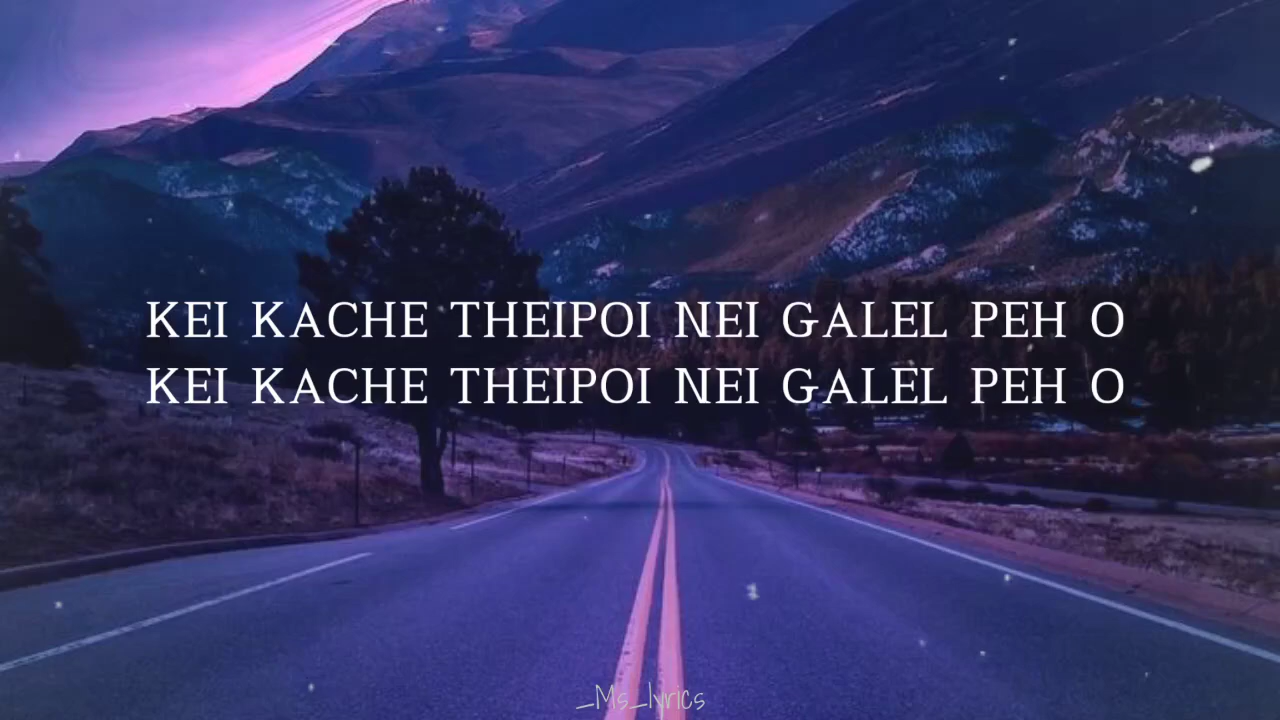 KEI KACHE THEIPOI NEI GALEL PEH O
KEI KACHE THEIPOI NEI GALEL PEH O
_Ms_lyrics